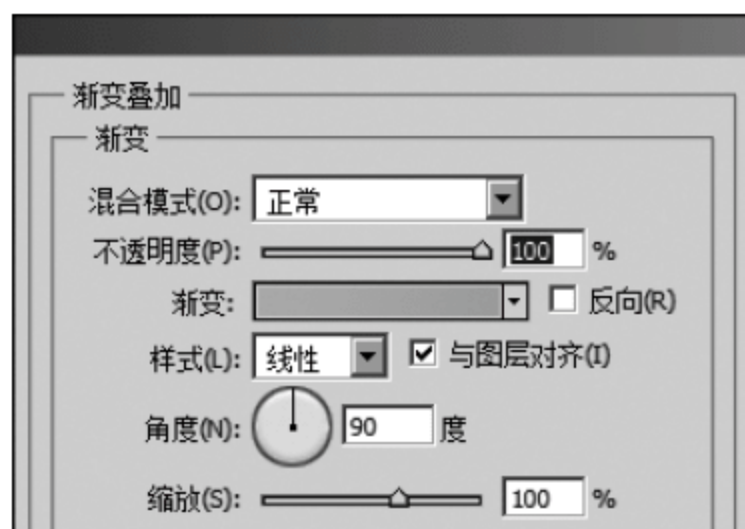 渐变叠加
渐变
混合模式(O): 正常
不透明度(P): 100 %
渐变: 反向(R)
样式(L): 线性 与图层对齐(I)
角度(N): 90 度
缩放(S): 100 %